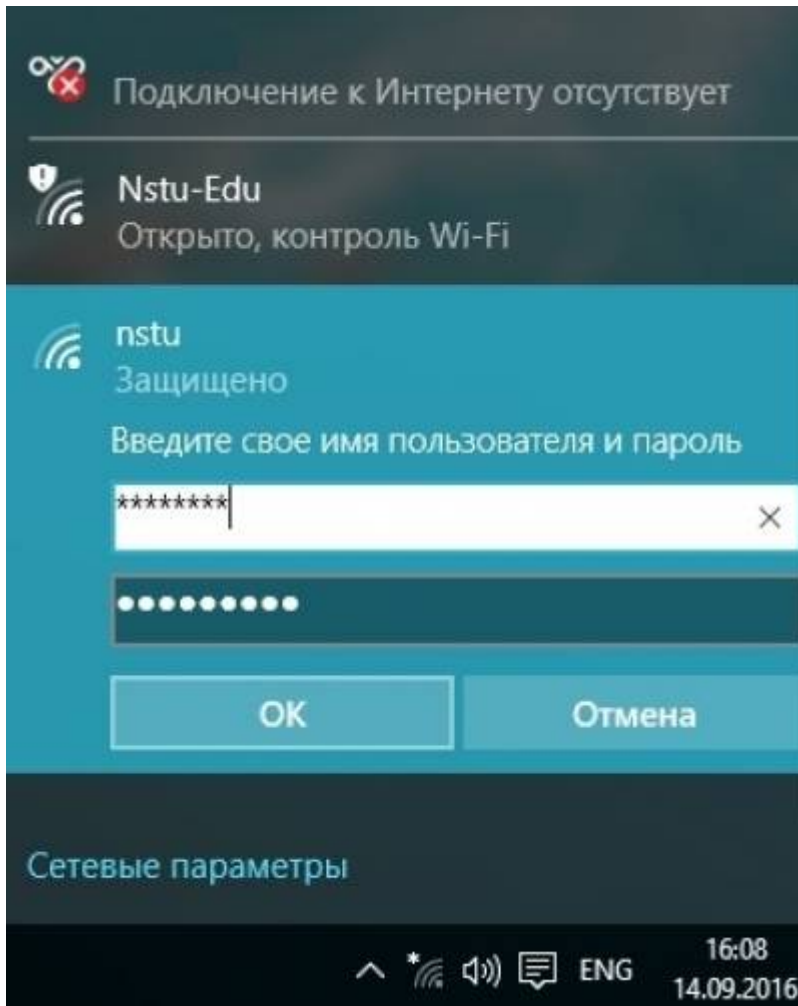 Подключение к Интернету отсутствует
Nstu-Edu
Открыто, контроль Wi-Fi
nstu
Защищено
Введите свое имя пользователя и пароль
********
•••••••••
ОК
Отмена
Сетевые параметры
ENG
16:08
14.09.2016